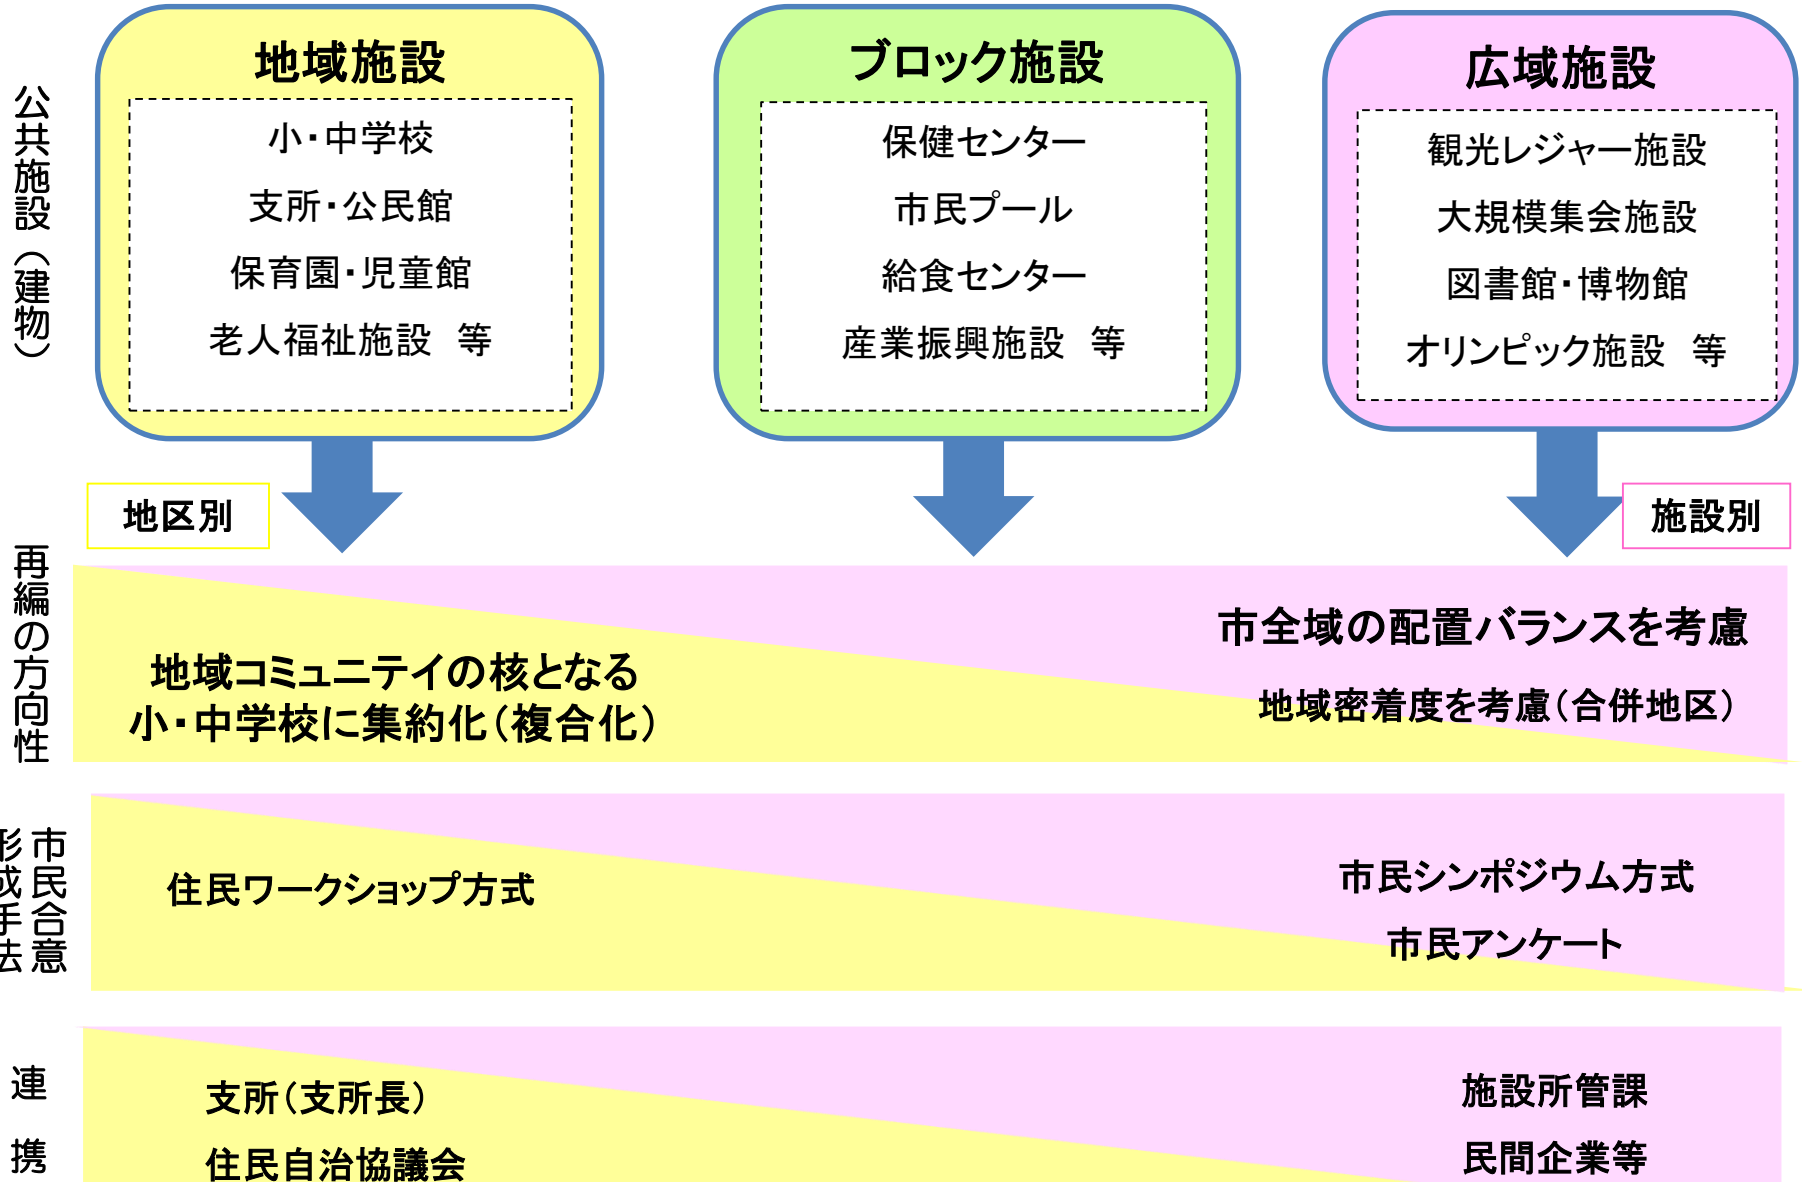 公共施設（建物）
地域施設
小・中学校
支所・公民館
保育園・児童館
老人福祉施設　等
ブロック施設
保健センター
市民プール
給食センター
産業振興施設　等
広域施設
観光レジャー施設
大規模集会施設
図書館・博物館
オリンピック施設　等
地区別
施設別
再編の方向性
地域コミュニテイの核となる
小・中学校に集約化（複合化）
市全域の配置バランスを考慮
地域密着度を考慮（合併地区）
市民合意
形成手法
住民ワークショップ方式
市民シンポジウム方式
市民アンケート
連携
支所（支所長）
住民自治協議会
施設所管課
民間企業等